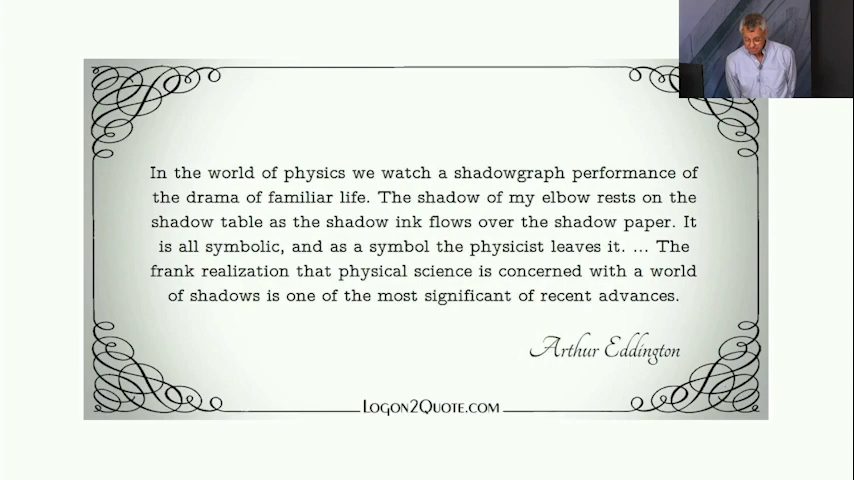 In the world of physics we watch a shadowgraph performance of
the drama of familiar life. The shadow of my elbow rests on the
shadow table as the shadow ink flows over the shadow paper. It
is all symbolic, and as a symbol the physicist leaves it. ... The
frank realization that physical science is concerned with a world
of shadows is one of the most significant of recent advances.
Arthur Eddington
Logon2Quote.com